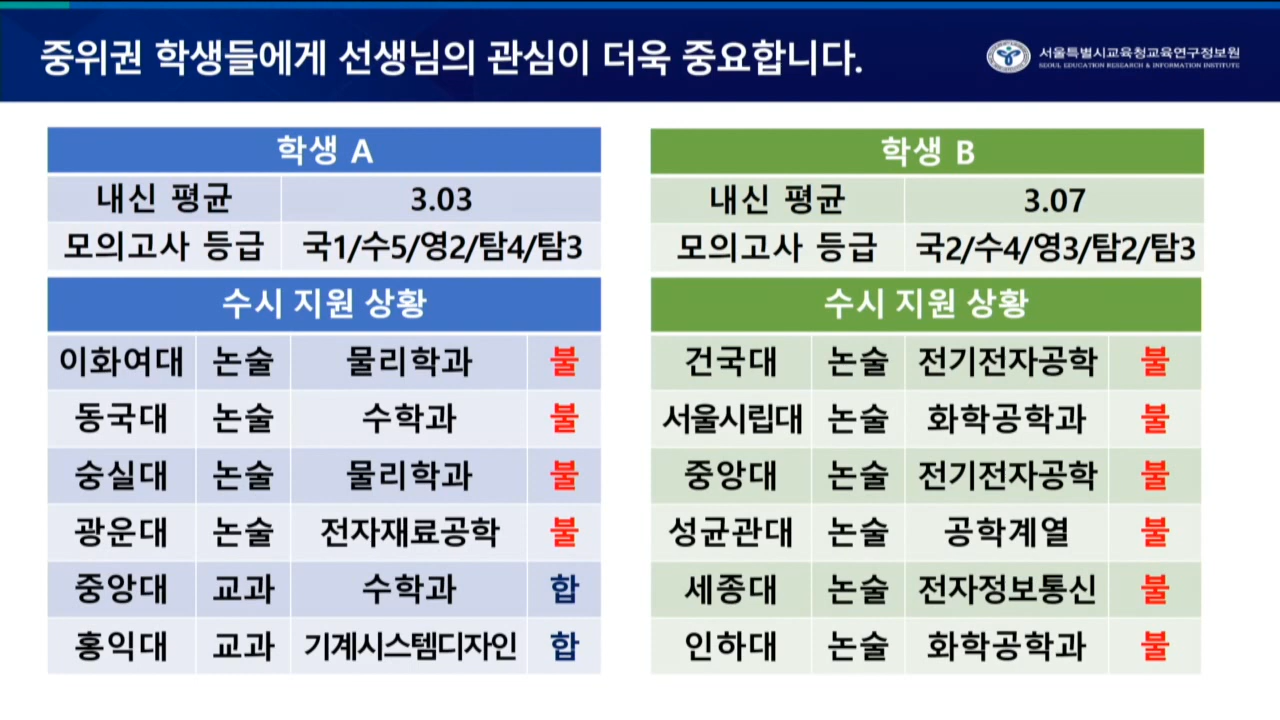 중위권 학생들에게 선생님의 관심이 더욱 중요합니다.
서울특별시교육청교육연구정보원
SEOUL EDUCATION RESEARCH & INFORMATION INSTITUTE
학생 A
내신 평균 3.03
모의고사 등급 국1/수5/영2/탐4/탐3
수시 지원 상황
이화여대 논술 물리학과 불
동국대 논술 수학과 불
숭실대 논술 물리학과 불
광운대 논술 전자재료공학 불
중앙대 교과 수학과 합
홍익대 교과 기계시스템디자인 합
학생 B
내신 평균 3.07
모의고사 등급 국2/수4/영3/탐2/탐3
수시 지원 상황
건국대 논술 전기전자공학 불
서울시립대 논술 화학공학과 불
중앙대 논술 전기전자공학 불
성균관대 논술 공학계열 불
세종대 논술 전자정보통신 불
인하대 논술 화학공학과 불